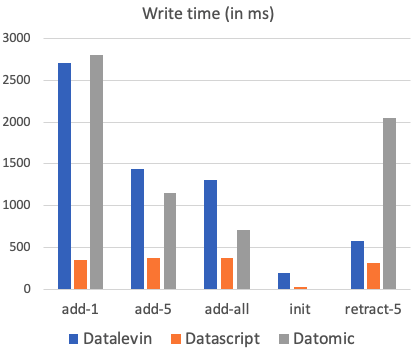 Write time (in ms)
3000
2500
2000
1500
1000
500
0
add-1 add-5 add-all init retract-5
Datalevin Datascript Datomic